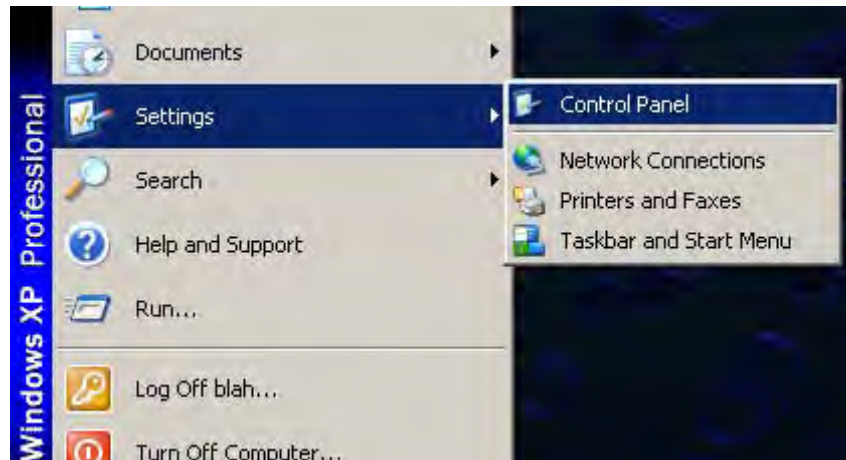 Windows XP Professional
Documents
Settings
Search
Help and Support
Run...
Log Off blah...
Turn Off Computer...
Control Panel
Network Connections
Printers and Faxes
Taskbar and Start Menu